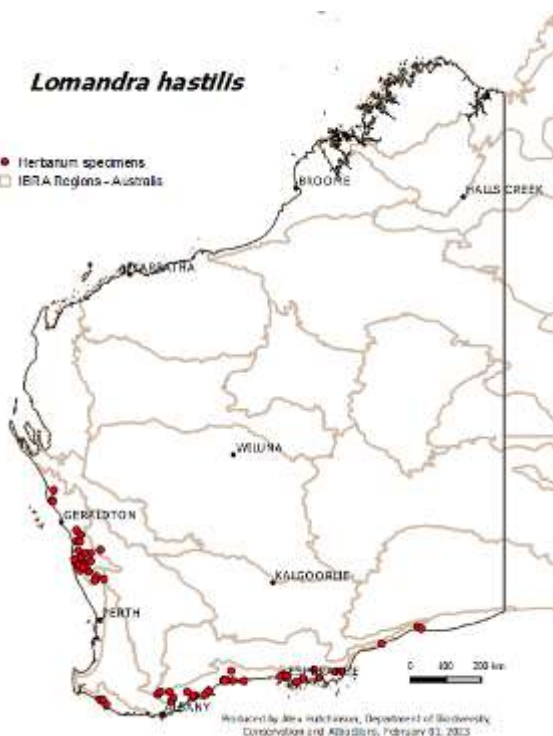 Lomandra hastilis
Herbarium specimens
IBRA Regions - Australia
BROOME
HALLS CREEK
KARRATHA
WILUNA
GERALDTON
KALGOORLIE
PERTH
ESPERANCE
ALBANY
0 100 200 km
Produced by Alex Hutchinson, Department of Biodiversity,
Conservation and Attractions, February 01, 2023